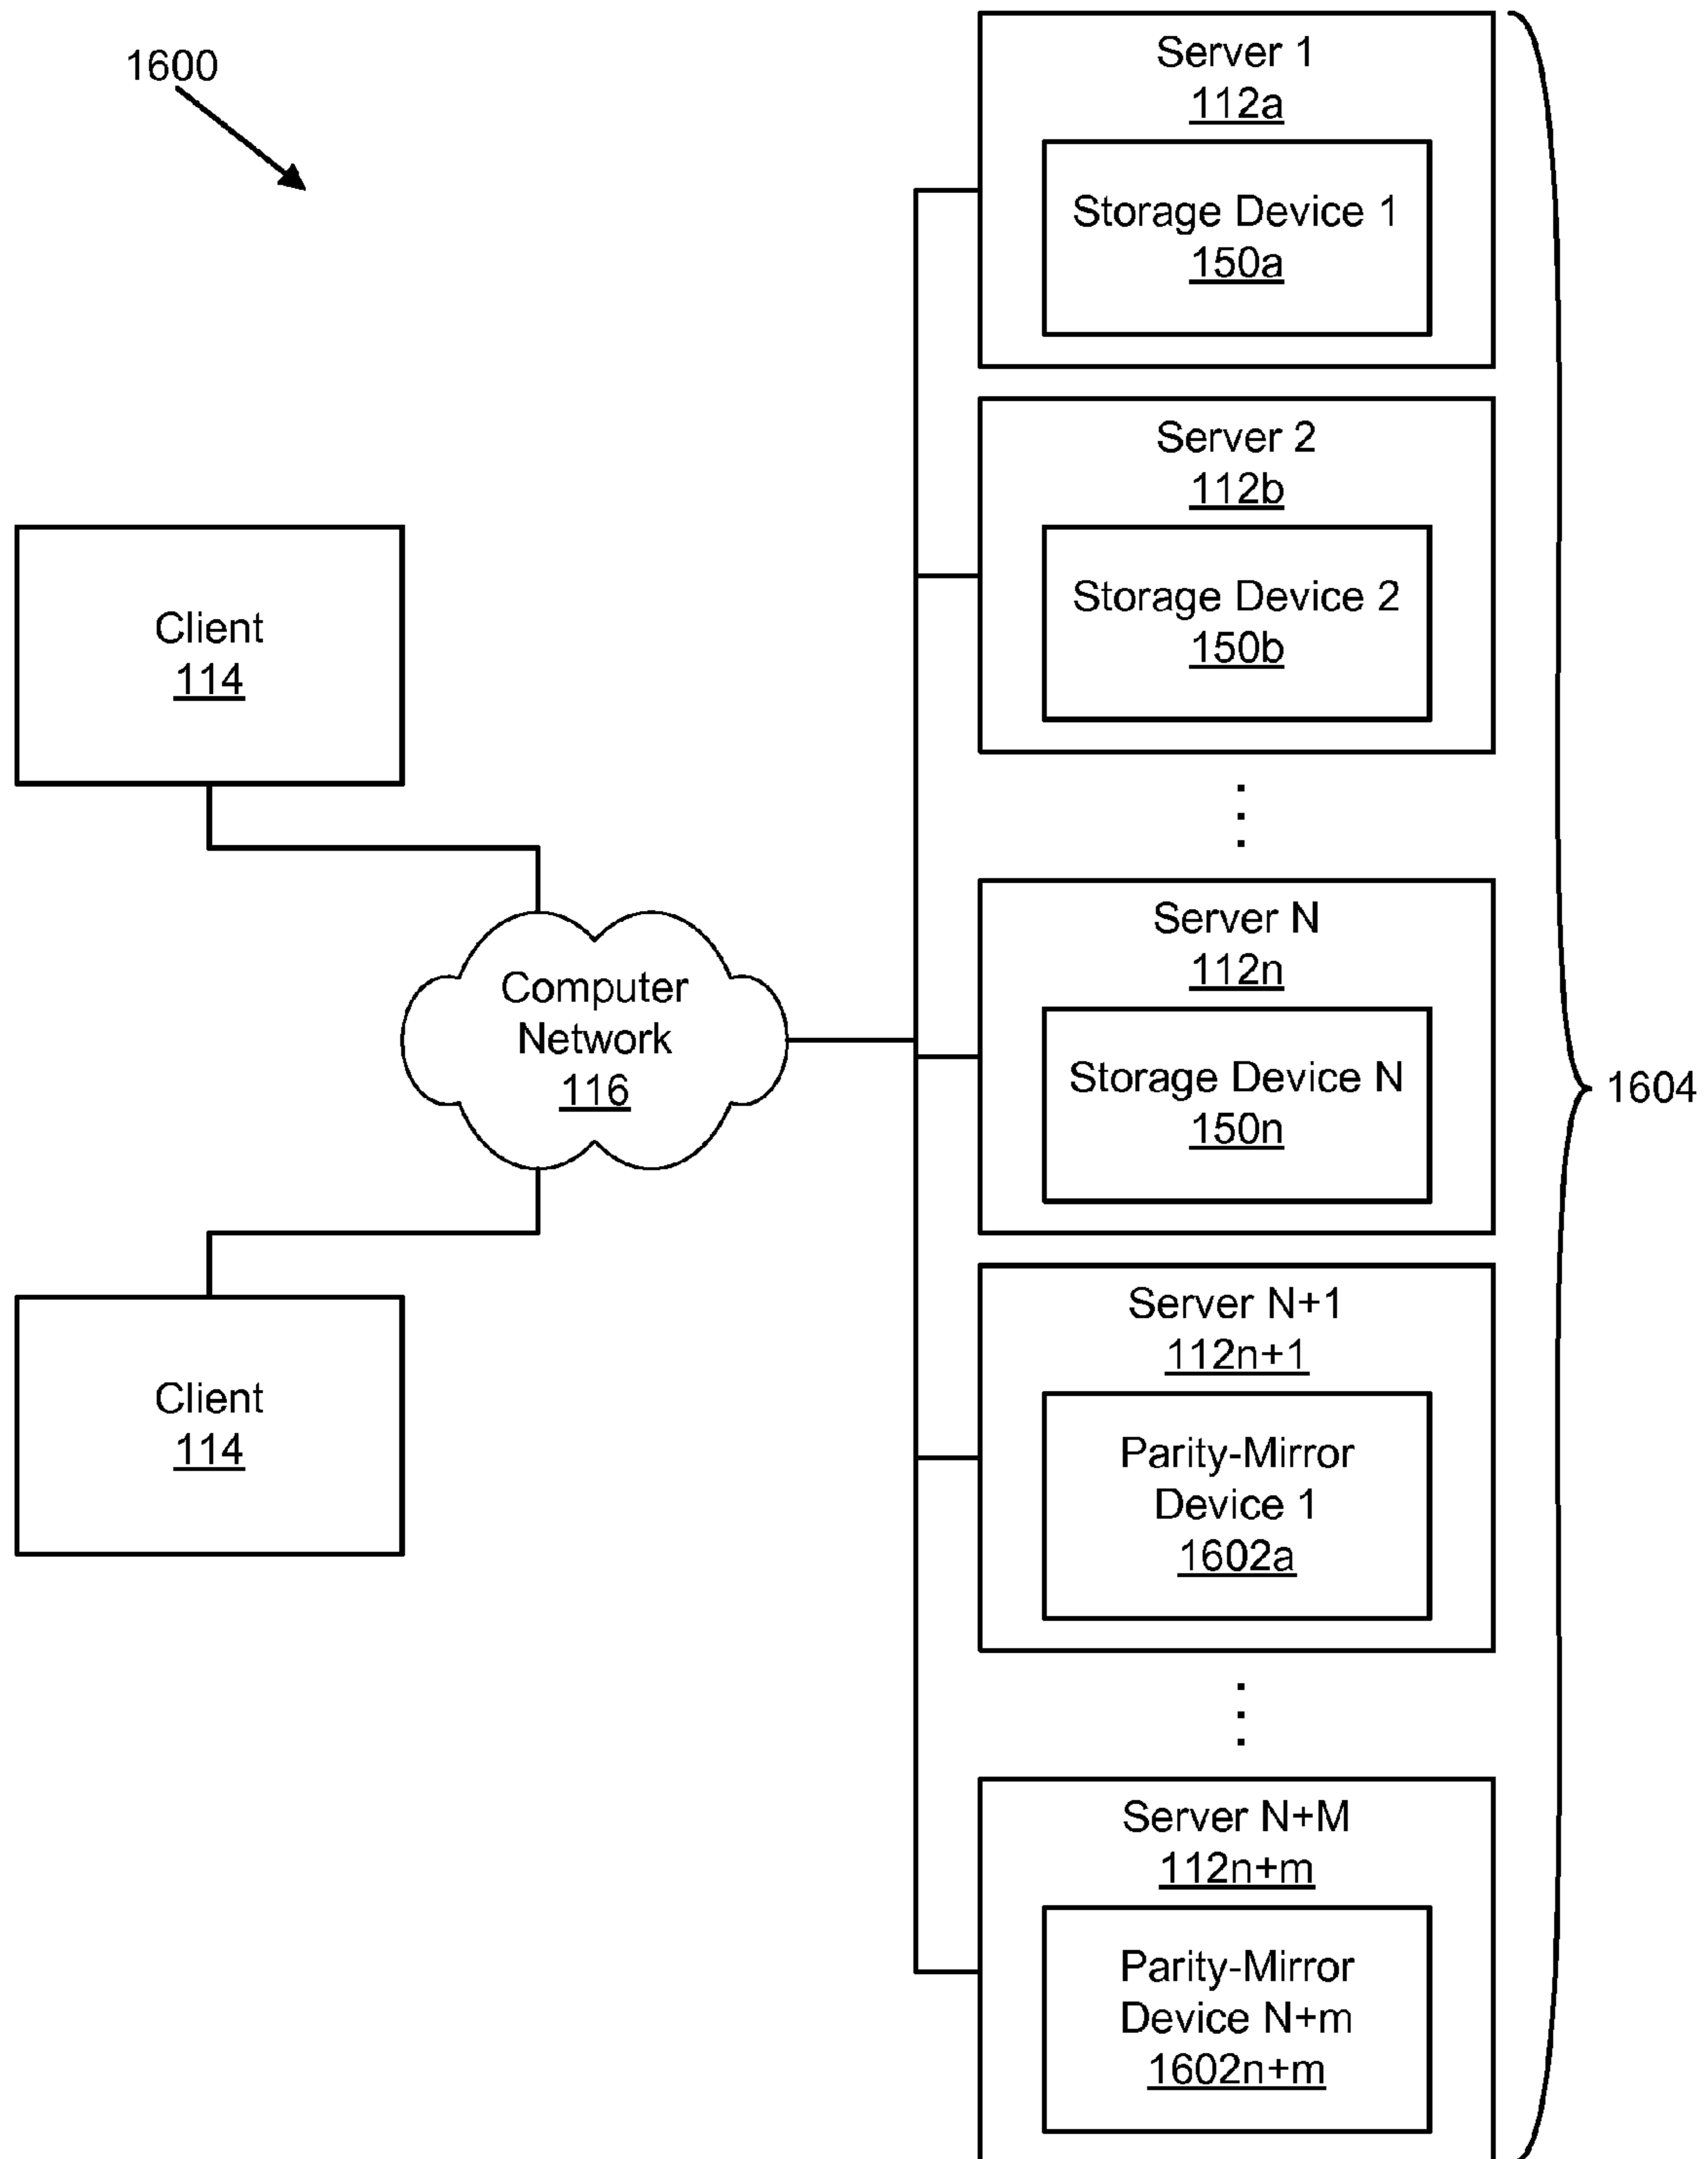 1600
Server 1
112a
Storage Device 1
150a
Server 2
112b
Storage Device 2
150b
Client
114
Server N
112n
Computer
Network
116
Storage Device N
150n
1604
Server N+1
112n+1
Client
114
Parity-Mirror
Device 1
1602a
Server N+M
112n+m
Parity-Mirror
Device N+m
1602n+m